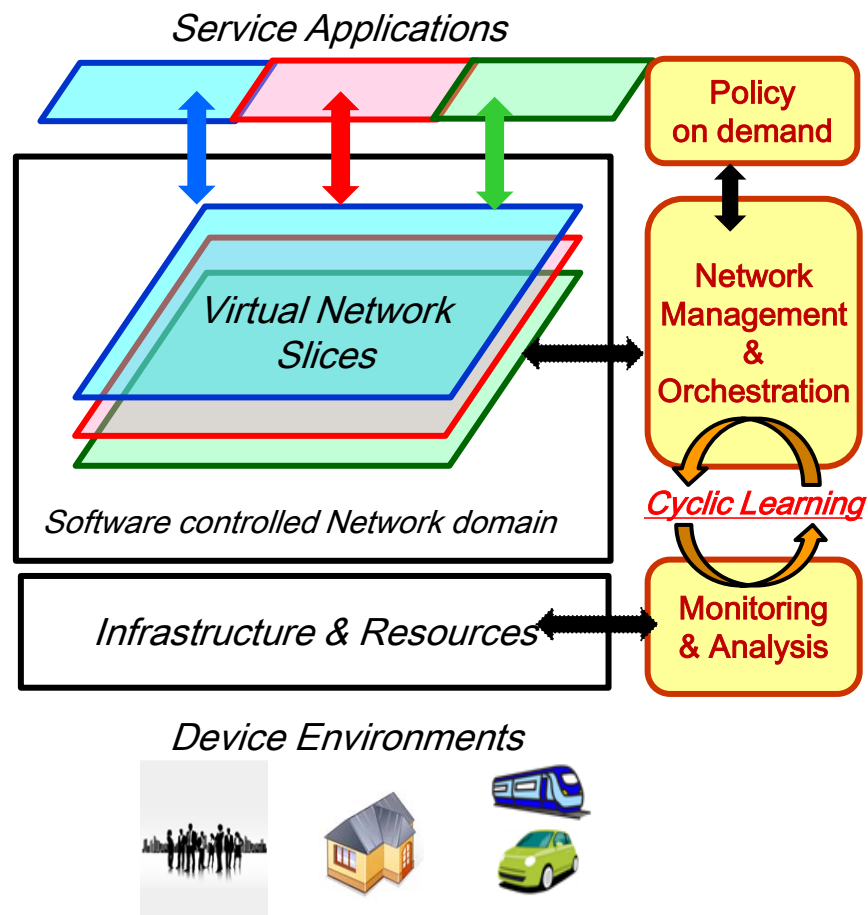 Service Applications
Policy
on demand
Virtual Network
Slices
Network
Management
&
Orchestration
Software controlled Network domain
Cyclic Learning
Infrastructure & Resources
Monitoring
& Analysis
Device Environments